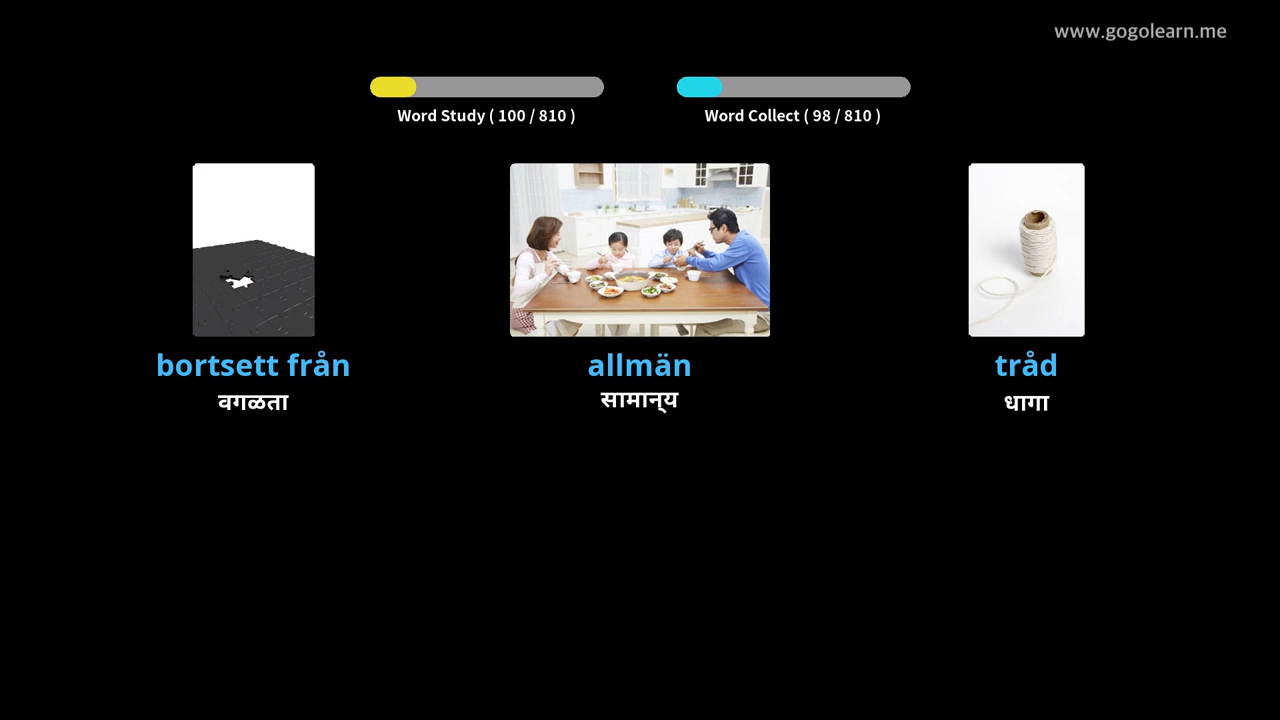 www.gogolearn.me
Word Study ( 100 / 810 )
Word Collect ( 98 / 810 )
bortsett från
allmän
tråd
वगळता
सामान्‍य
धागा